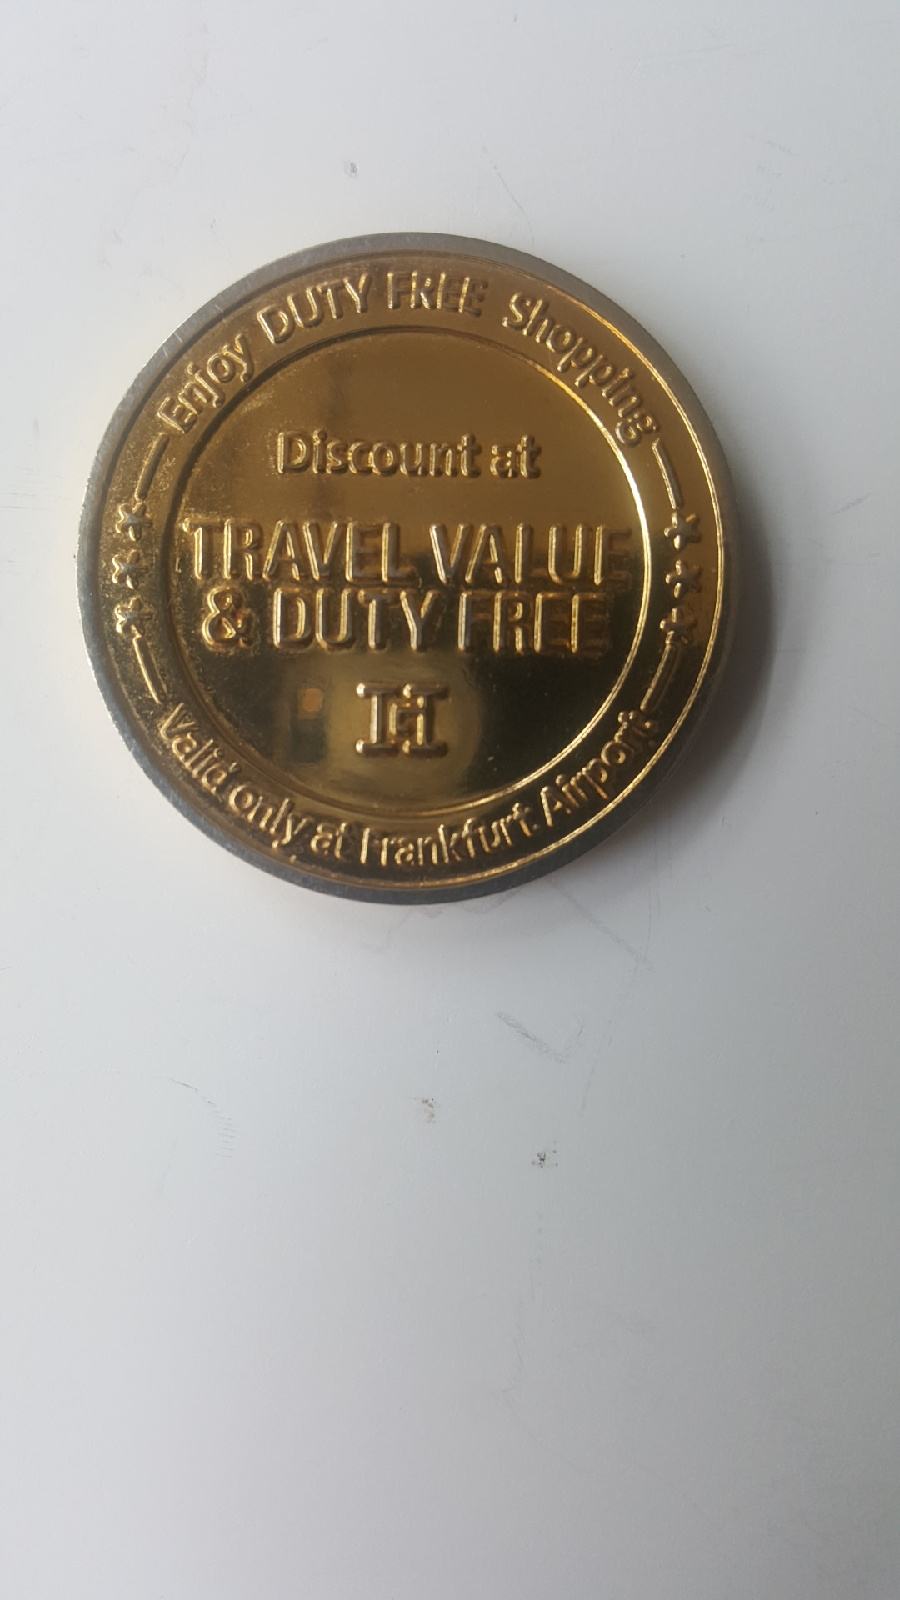 Enjoy DUTY FREE Shopping
Discount at
TRAVEL VALUE
& DUTY FREE
Valid only at Frankfurt Airport